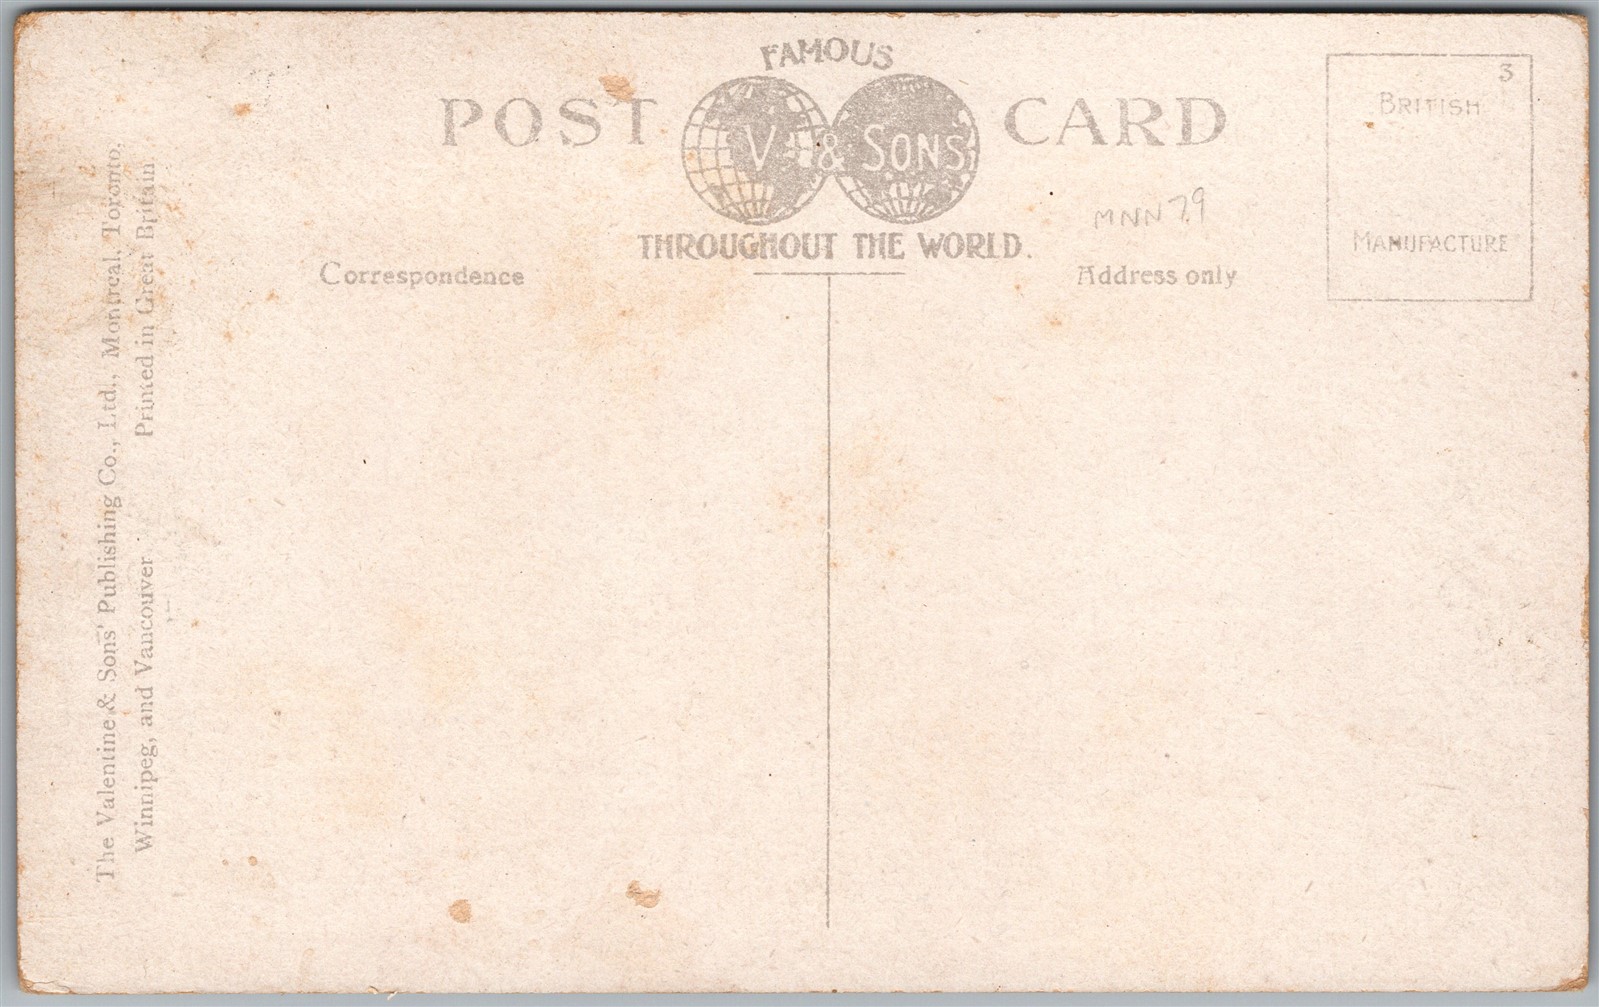 FAMOUS
POST V & SONS CARD
THROUGHOUT THE WORLD.
Correspondence
Address only
3
BRITISH
MANUFACTURE
MNN79
The Valentine & Sons' Publishing Co., Ltd., Montreal, Toronto,
Winnipeg, and Vancouver Printed in Great Britain